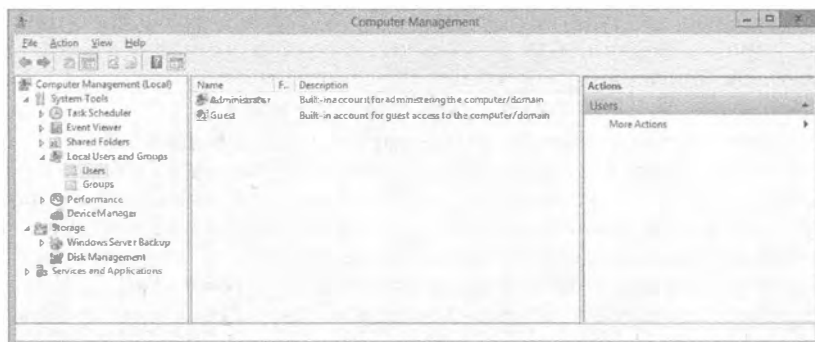 Computer Management
File Action View Help
Computer Management (Local)
System Tools
Task Scheduler
Event Viewer
Shared Folders
Local Users and Groups
Users
Groups
Performance
Device Manager
Storage
Windows Server Backup
Disk Management
Services and Applications
Name F.. Description
Administrator Built-in account for administering the computer/domain
Guest Built-in account for guest access to the computer/domain
Actions
Users
More Actions